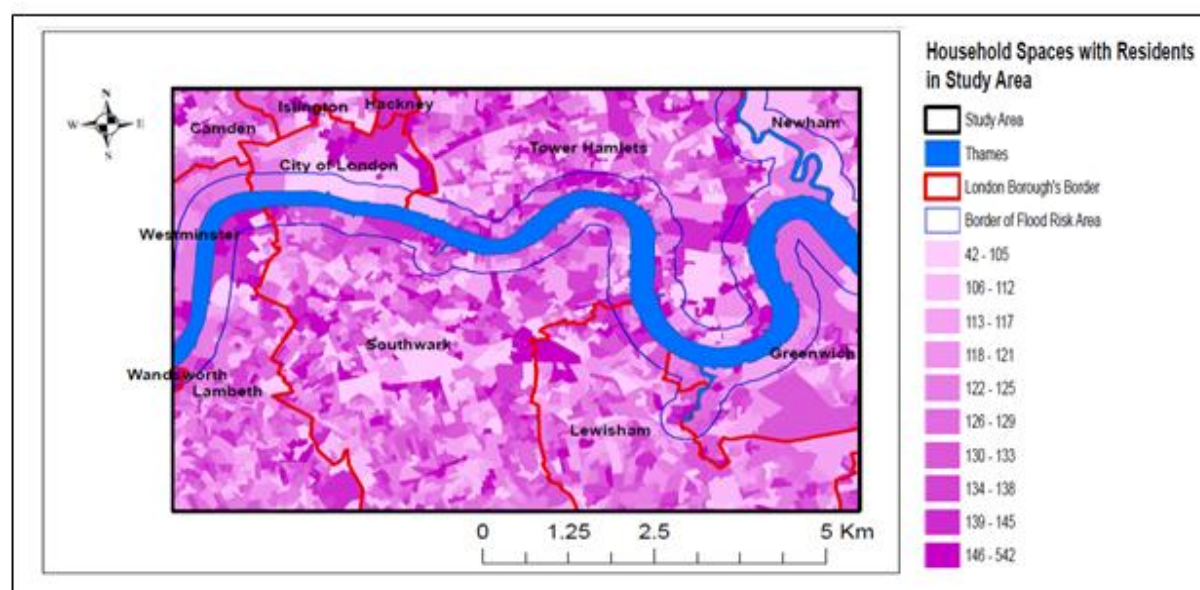 Household Spaces with Residents
in Study Area
Study Area
Thames
London Borough's Border
Border of Flood Risk Area
42 - 105
106 - 112
113 - 117
118 - 121
122 - 125
126 - 129
130 - 133
134 - 138
139 - 145
146 - 542
N
W
E
S
Islington
Hackney
Camden
Newham
Tower Hamlets
City of London
Westminster
Southwark
Greenwich
Wandsworth
Lambeth
Lewisham
0 1.25 2.5 5 Km